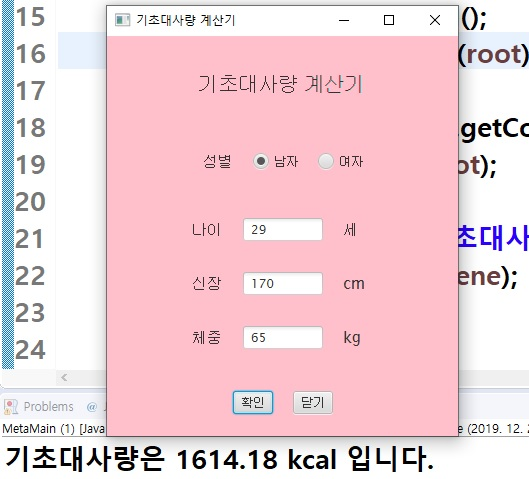 기초대사량 계산기
15 ();
16 (root)
17
기초대사량 계산기
18 getCo
19 ot);
성별 남자 여자
20
21 초대사
나이 29 세
22 ene);
신장 170 cm
23
체중 65 kg
24
확인 닫기
Problems @
MetaMain (1) [Java e (2019. 12. 2
기초대사량은 1614.18 kcal 입니다.